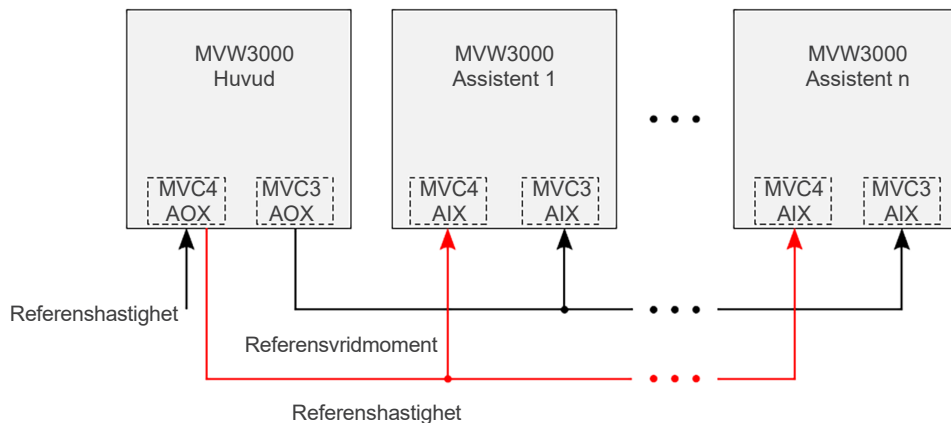 MVW3000
Huvud
MVW3000
Assistent 1
MVW3000
Assistent n
MVC4
AOX
MVC3
AOX
MVC4
AIX
MVC3
AIX
MVC4
AIX
MVC3
AIX
Referenshastighet
Referensvridmoment
Referenshastighet